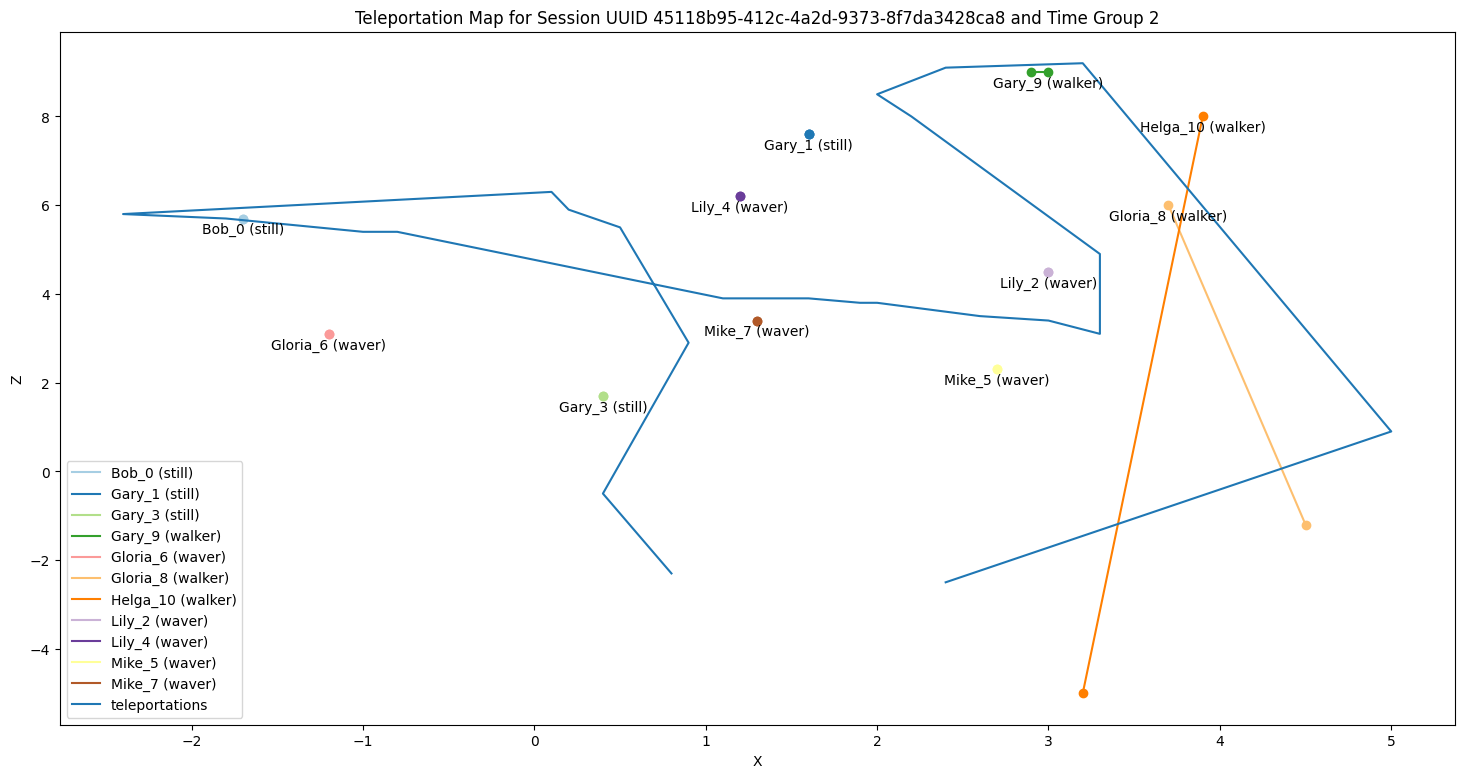 Teleportation Map for Session UUID 45118b95-412c-4a2d-9373-8f7da3428ca8 and Time Group 2
Z
8
6
4
2
0
−2
−4
Gary_9 (walker)
Helga_10 (walker)
Gary_1 (still)
Lily_4 (waver)
Gloria_8 (walker)
Bob_0 (still)
Lily_2 (waver)
Mike_7 (waver)
Gloria_6 (waver)
Mike_5 (waver)
Gary_3 (still)
Bob_0 (still)
Gary_1 (still)
Gary_3 (still)
Gary_9 (walker)
Gloria_6 (waver)
Gloria_8 (walker)
Helga_10 (walker)
Lily_2 (waver)
Lily_4 (waver)
Mike_5 (waver)
Mike_7 (waver)
teleportations
−2 −1 0 1 2 3 4 5
X